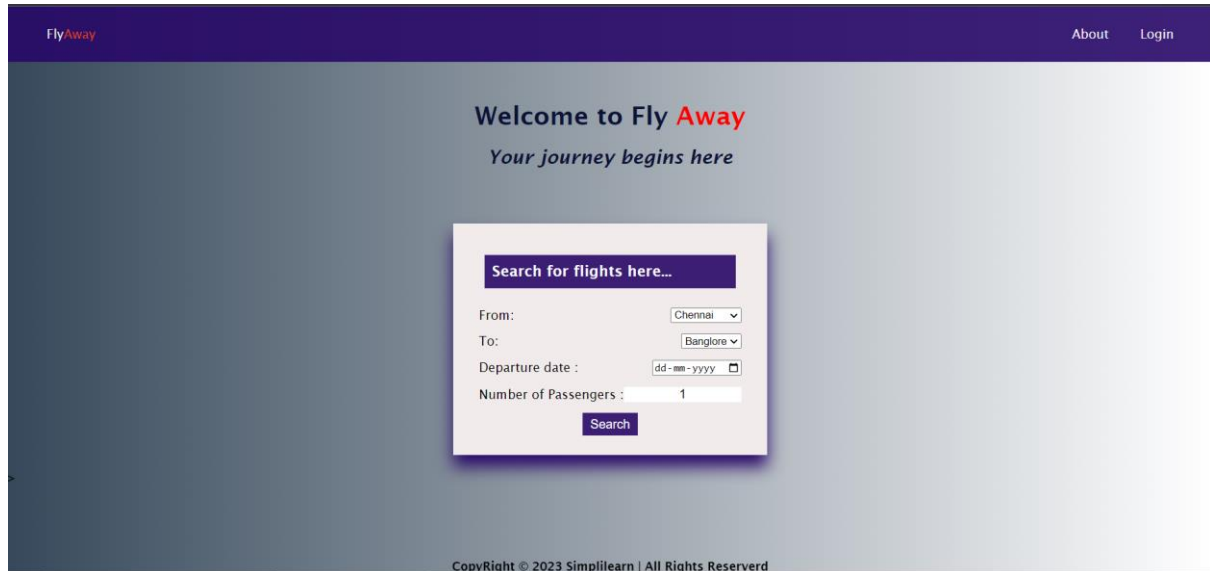 FlyAway About Login
Welcome to Fly Away
Your journey begins here
Search for flights here...
From: Chennai
To: Banglore
Departure date : dd-mm-yyyy
Number of Passengers : 1
Search
>
CopyRight © 2023 Simplilearn | All Rights Reserverd